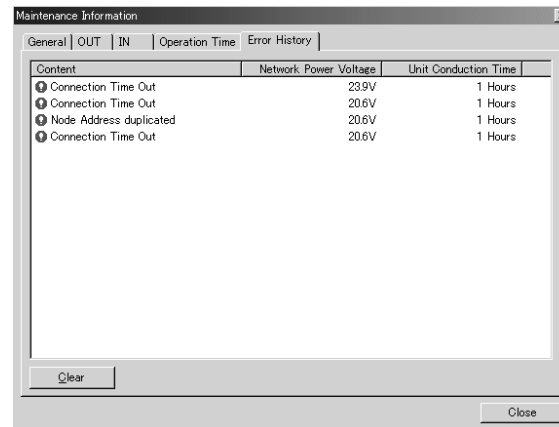 Maintenance Information
General OUT IN Operation Time Error History
Content Network Power Voltage Unit Conduction Time
Connection Time Out 23.9V 1 Hours
Connection Time Out 20.6V 1 Hours
Node Address duplicated 20.6V 1 Hours
Connection Time Out 20.6V 1 Hours
Clear
Close